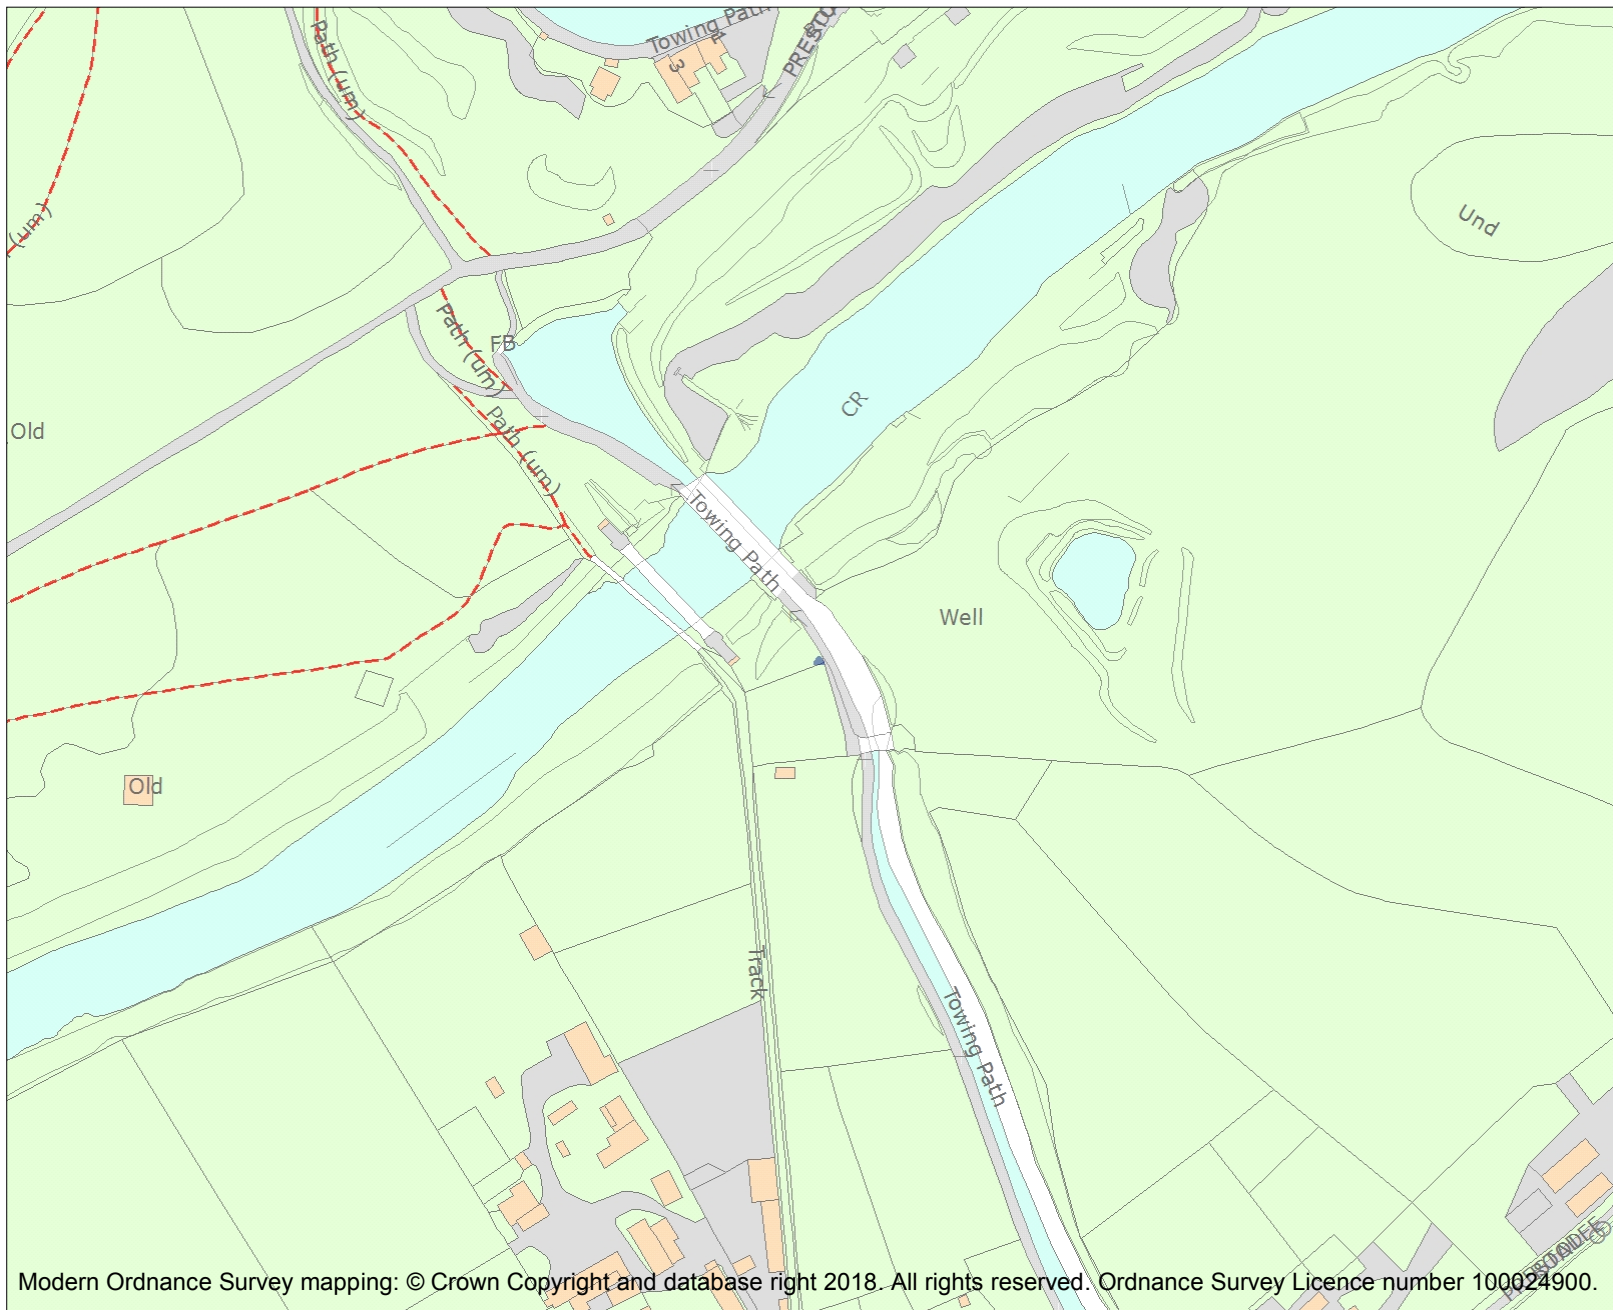 Path (um)
Towing Path
1
3
(um)
Und
Path (um)
FB
CR
Old
Path (um)
Towing Path
Well
Old
Track
Towing Path
Modern Ordnance Survey mapping: © Crown Copyright and database right 2018. All rights reserved. Ordnance Survey Licence number 100024900.